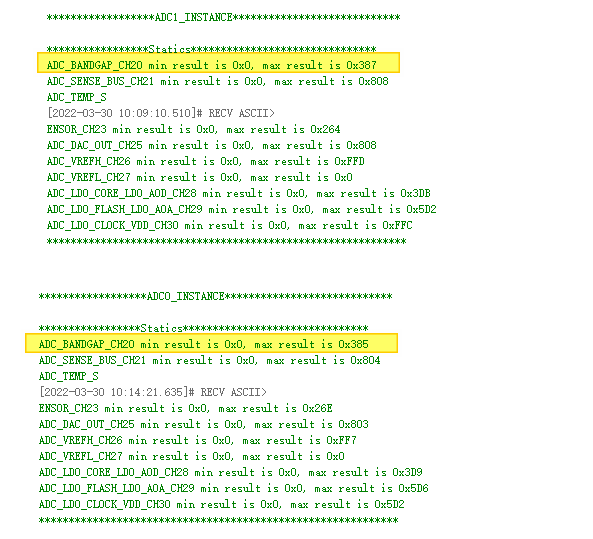 ******************ADC1_INSTANCE****************************
*****************Statics*******************************
ADC_BANDGAP_CH20 min result is 0x0, max result is 0x387
ADC_SENSE_BUS_CH21 min result is 0x0, max result is 0x808
ADC_TEMP_S
[2022-03-30 10:09:10.510]# RECV ASCII>
ENSOR_CH23 min result is 0x0, max result is 0x264
ADC_DAC_OUT_CH25 min result is 0x0, max result is 0x808
ADC_VREFH_CH26 min result is 0x0, max result is 0xFFD
ADC_VREFL_CH27 min result is 0x0, max result is 0x0
ADC_LDO_CORE_LDO_AOD_CH28 min result is 0x0, max result is 0x3DB
ADC_LDO_FLASH_LDO_AOA_CH29 min result is 0x0, max result is 0x5D2
ADC_LDO_CLOCK_VDD_CH30 min result is 0x0, max result is 0xFFC
************************************************************
******************ADC0_INSTANCE****************************
*****************Statics*******************************
ADC_BANDGAP_CH20 min result is 0x0, max result is 0x385
ADC_SENSE_BUS_CH21 min result is 0x0, max result is 0x804
ADC_TEMP_S
[2022-03-30 10:14:21.635]# RECV ASCII>
ENSOR_CH23 min result is 0x0, max result is 0x26E
ADC_DAC_OUT_CH25 min result is 0x0, max result is 0x803
ADC_VREFH_CH26 min result is 0x0, max result is 0xFF7
ADC_VREFL_CH27 min result is 0x0, max result is 0x0
ADC_LDO_CORE_LDO_AOD_CH28 min result is 0x0, max result is 0x3D9
ADC_LDO_FLASH_LDO_AOA_CH29 min result is 0x0, max result is 0x5D6
ADC_LDO_CLOCK_VDD_CH30 min result is 0x0, max result is 0x5D2
************************************************************